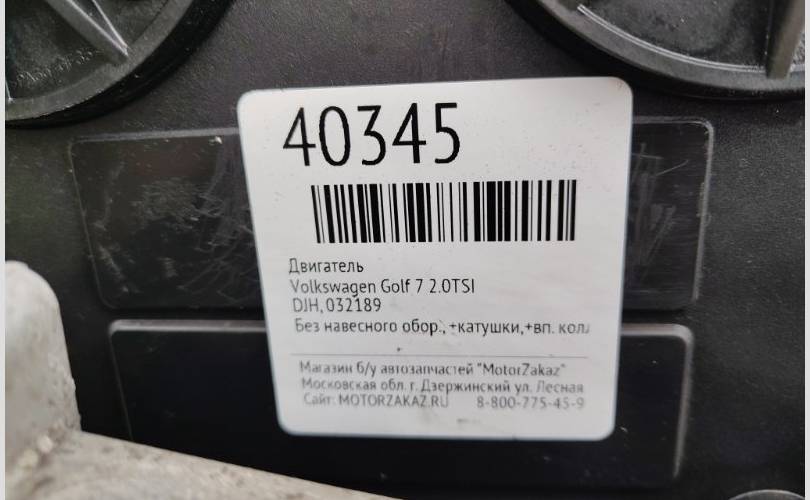 40345
Двигатель
Volkswagen Golf 7 2.0TSI
DJH, 032189
Без навесного обор., +катушки,+вп. кол
Магазин б/у автозапчастей "MotorZakaz"
Московская обл. г. Дзержинский ул. Лесная
Сайт: MOTORZAKAZ.RU 8-800-775-45-9